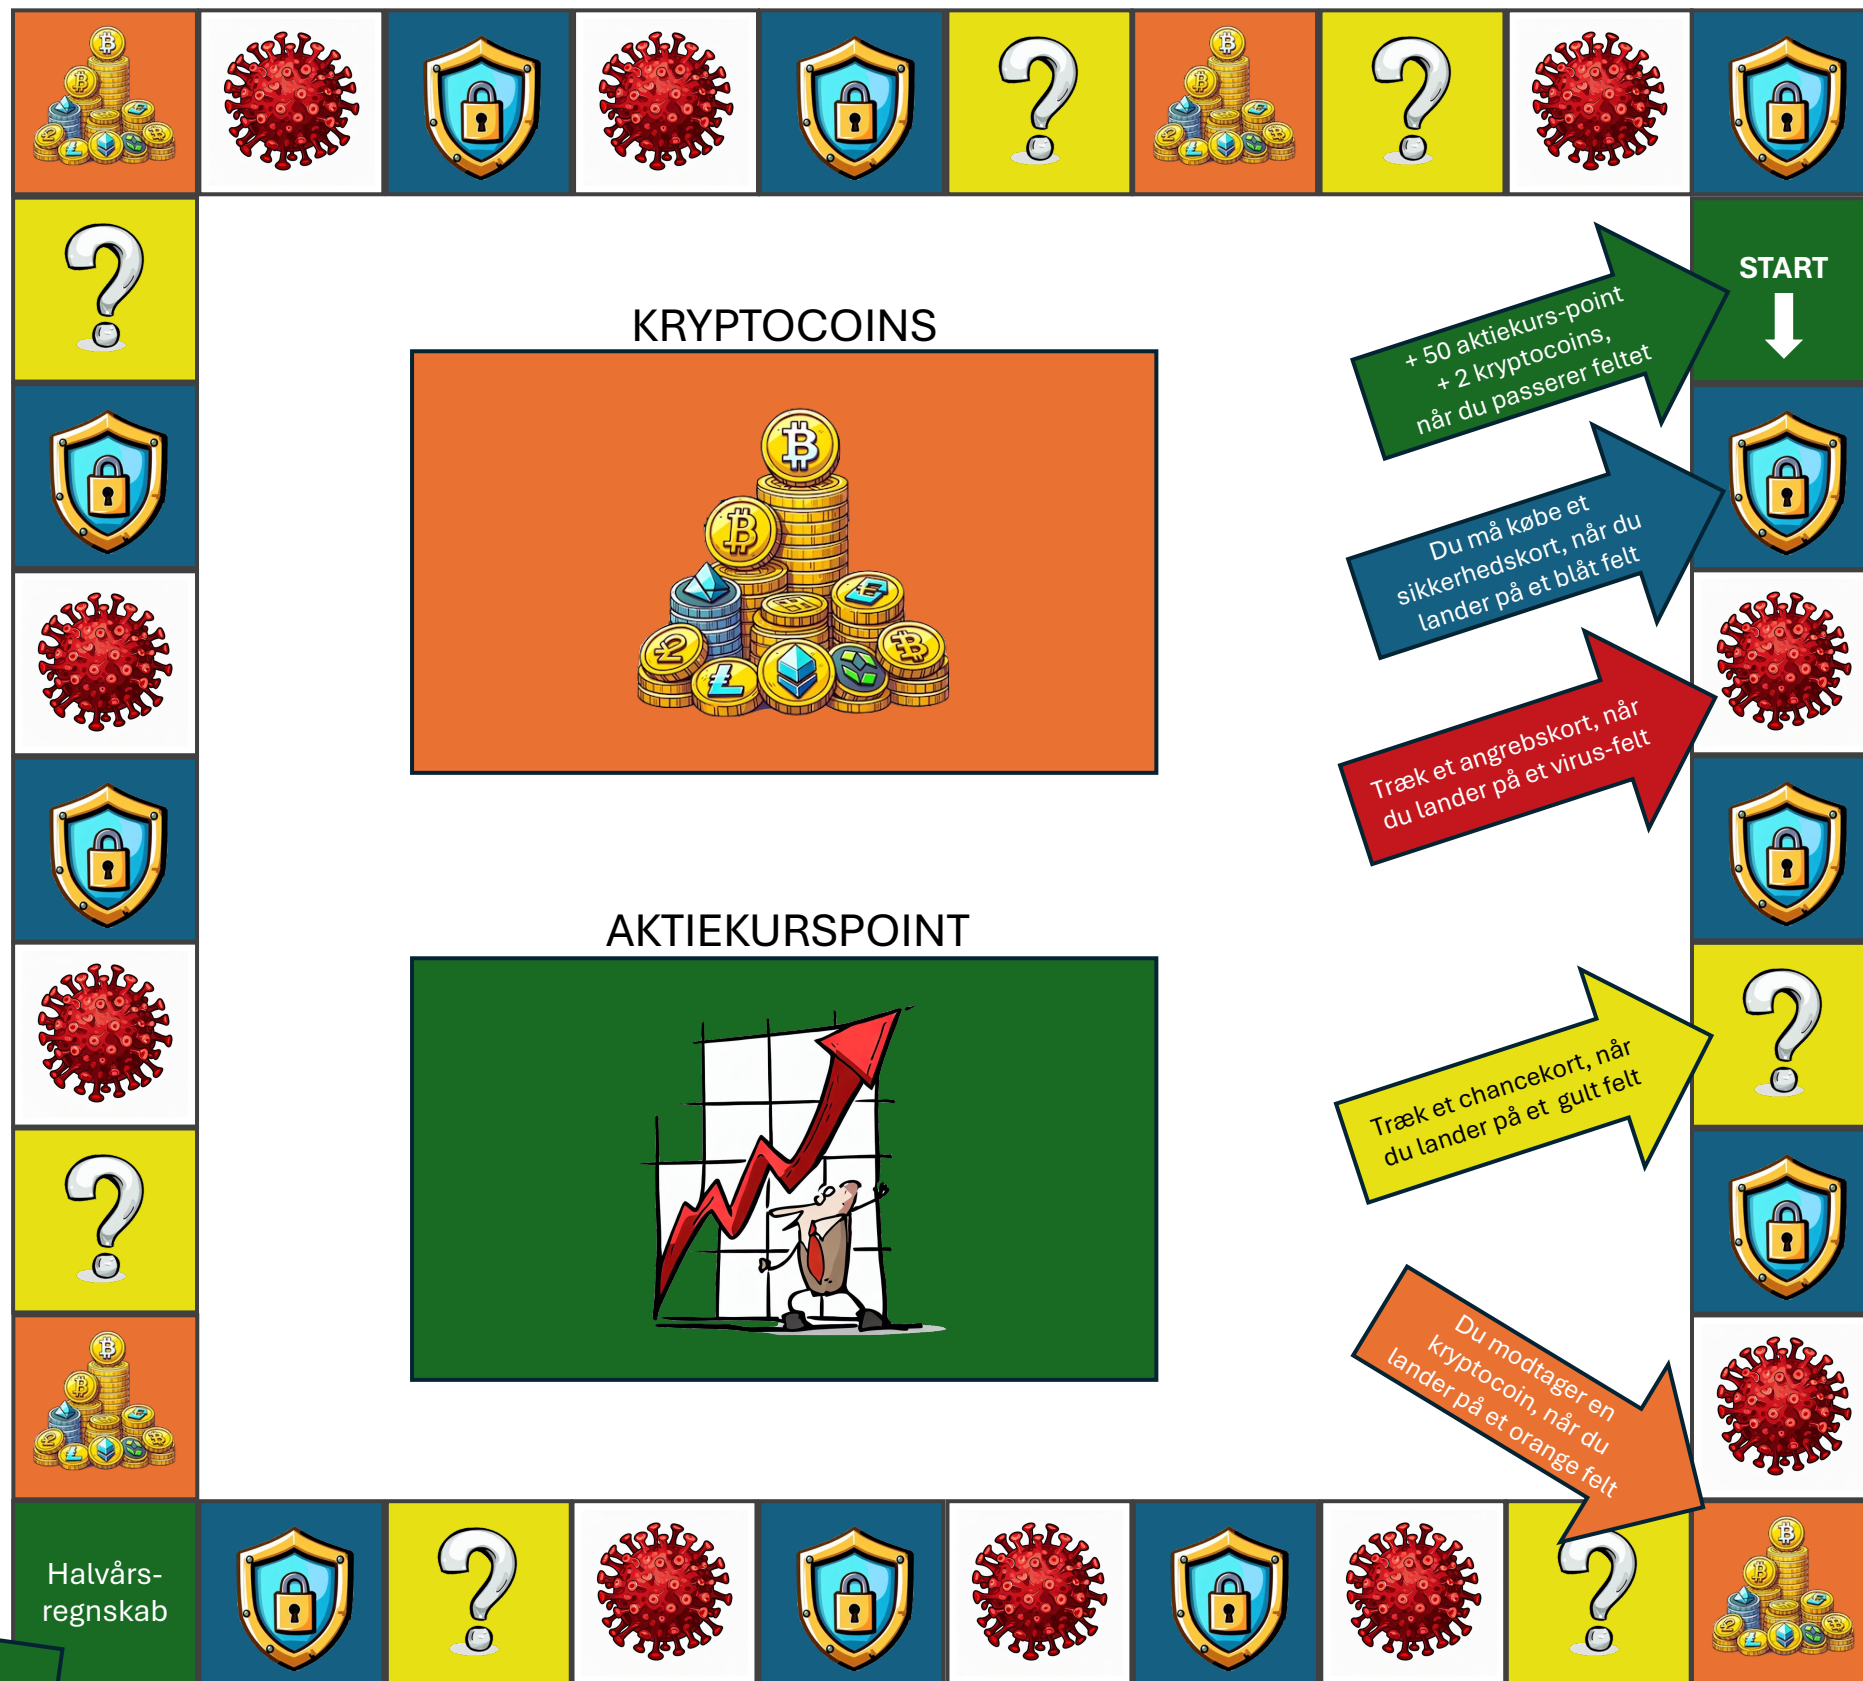 START
KRYPTOCOINS
+ 50 aktiekurs-point
+ 2 kryptocoins,
når du passerer feltet
Du må købe et
sikkerhedskort, når du
lander på et blåt felt
Træk et angrebskort, når
du lander på et virus-felt
AKTIEKURSPOINT
Træk et chancekort, når
du lander på et gult felt
Du modtager en
kryptocoin, når du
lander på et orange felt
Halvårs-
regnskab